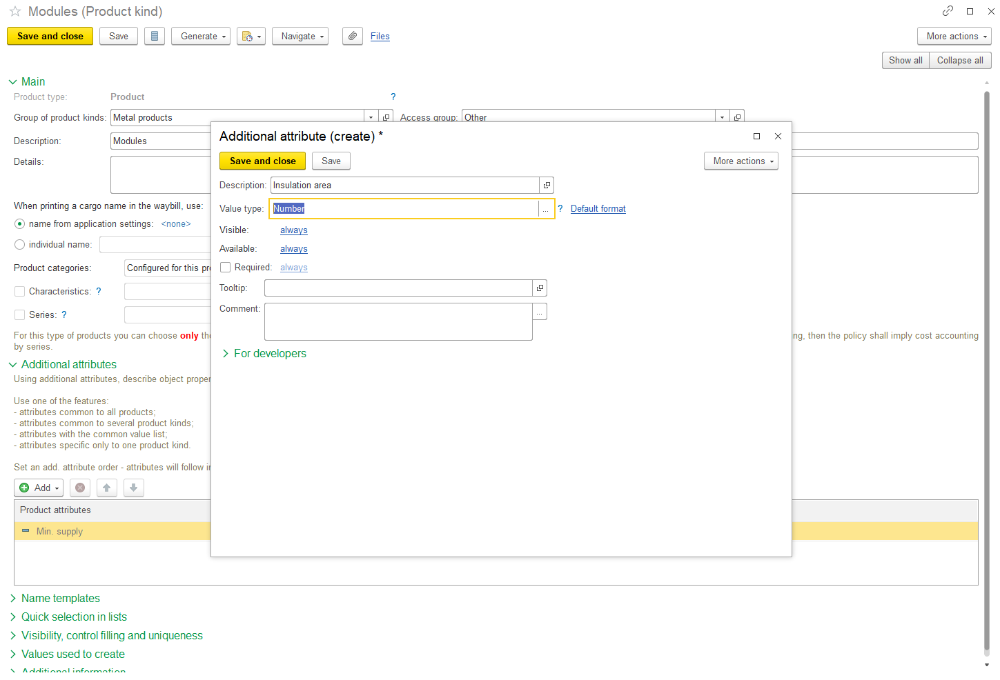 Modules (Product kind)
Save and close
Save
Generate
Navigate
Files
More actions
Show all
Collapse all
Main
Product type:
Product
?
Group of product kinds:
Metal products
Access group:
Other
Description:
Modules
Details:
When printing a cargo name in the waybill, use:
name from application settings:
<none>
individual name:
Product categories:
Configured for this pr
Characteristics: ?
Series: ?
For this type of products you can choose only the
ng, then the policy shall imply cost accounting
by series.
Additional attributes
Using additional attributes, describe object proper
Use one of the features:
- attributes common to all products;
- attributes common to several product kinds;
- attributes with the common value list;
- attributes specific only to one product kind.
Set an add. attribute order - attributes will follow in
Add
Product attributes
Min. supply
Name templates
Quick selection in lists
Visibility, control filling and uniqueness
Values used to create
Additional information
Additional attribute (create) *
Save and close
Save
More actions
Description:
Insulation area
Value type:
Number
...
?
Default format
Visible:
always
Available:
always
Required:
always
Tooltip:
Comment:
...
For developers